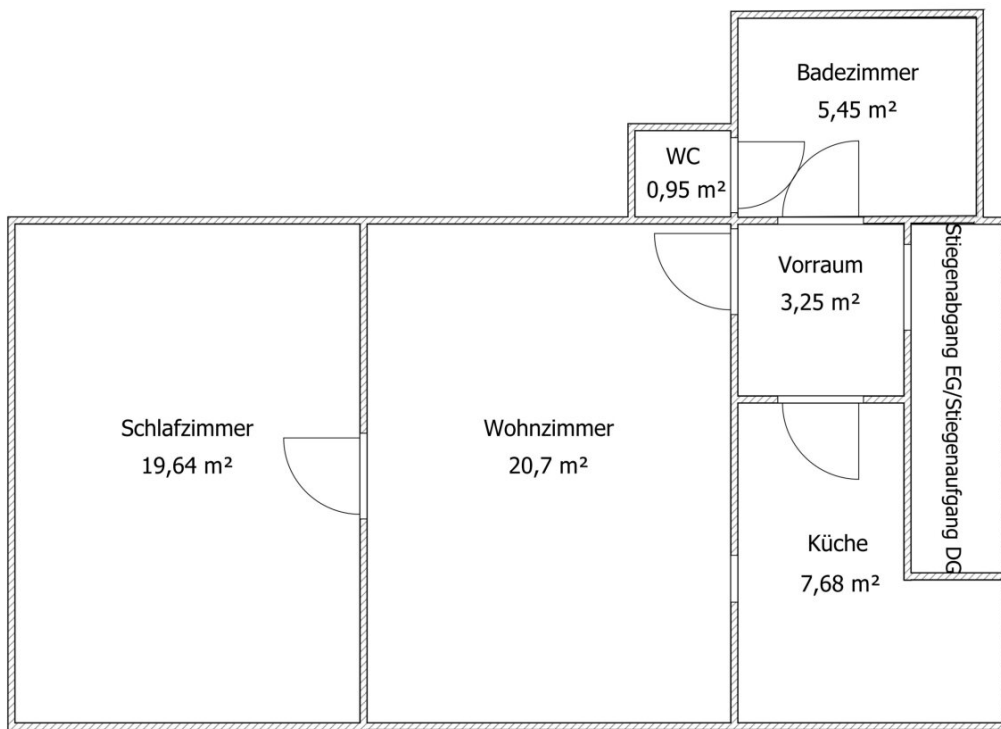 Badezimmer
5,45 m²
WC
0,95 m²
Vorraum
3,25 m²
Stiegenabgang EG/Stiegenaufgang DG
Schlafzimmer
19,64 m²
Wohnzimmer
20,7 m²
Küche
7,68 m²